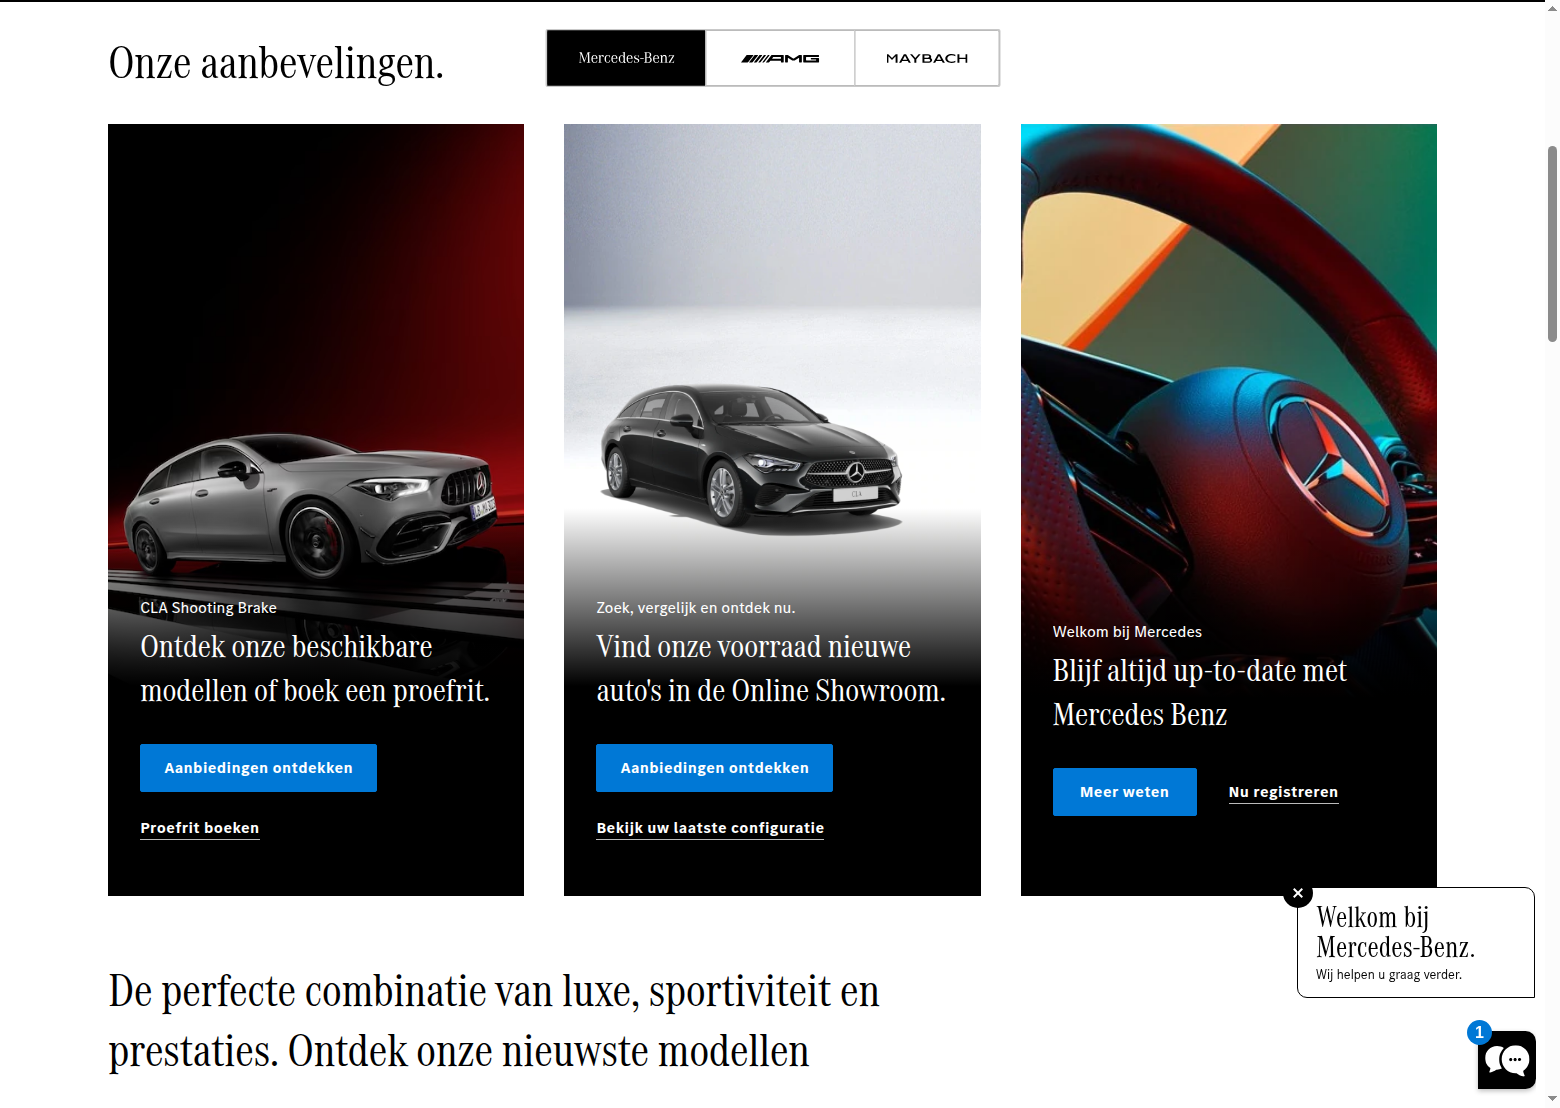 Onze aanbevelingen.
Mercedes-Benz
AMG
MAYBACH
CLA
CLA Shooting Brake
Ontdek onze beschikbare
modellen of boek een proefrit.
Aanbiedingen ontdekken
Proefrit boeken
Zoek, vergelijk en ontdek nu.
Vind onze voorraad nieuwe
auto's in de Online Showroom.
Aanbiedingen ontdekken
Bekijk uw laatste configuratie
Welkom bij Mercedes
Blijf altijd up-to-date met
Mercedes Benz
Meer weten
Nu registreren
De perfecte combinatie van luxe, sportiviteit en
prestaties. Ontdek onze nieuwste modellen
Welkom bij
Mercedes-Benz.
Wij helpen u graag verder.
1